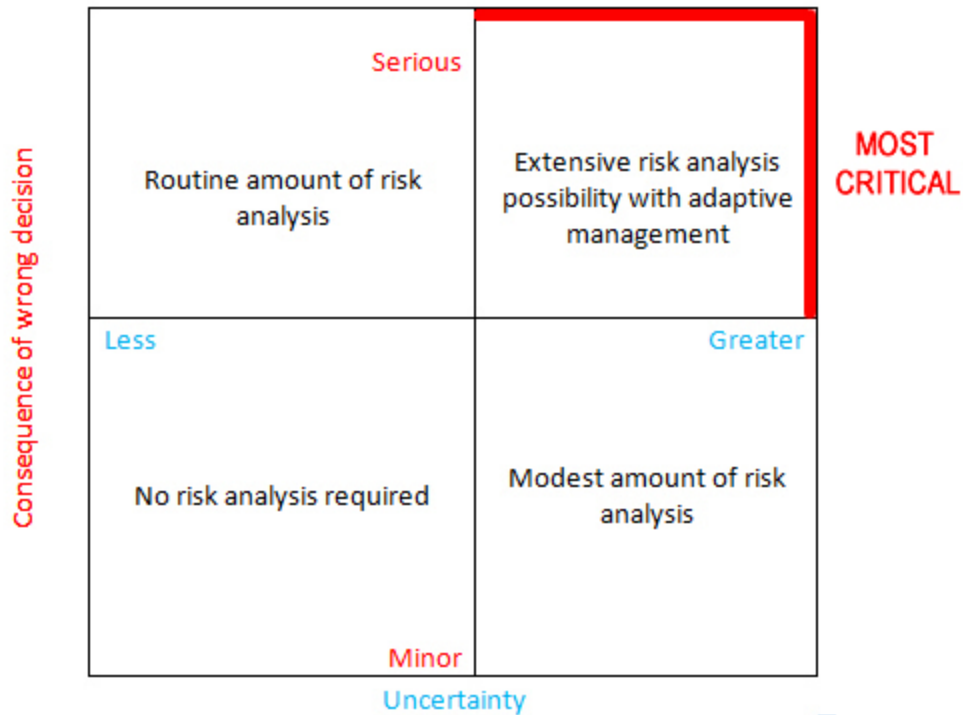 Serious
MOST
CRITICAL
Routine amount of risk
analysis
Extensive risk analysis
possibility with adaptive
management
Consequence of wrong decision
Less
Greater
No risk analysis required
Modest amount of risk
analysis
Minor
Uncertainty